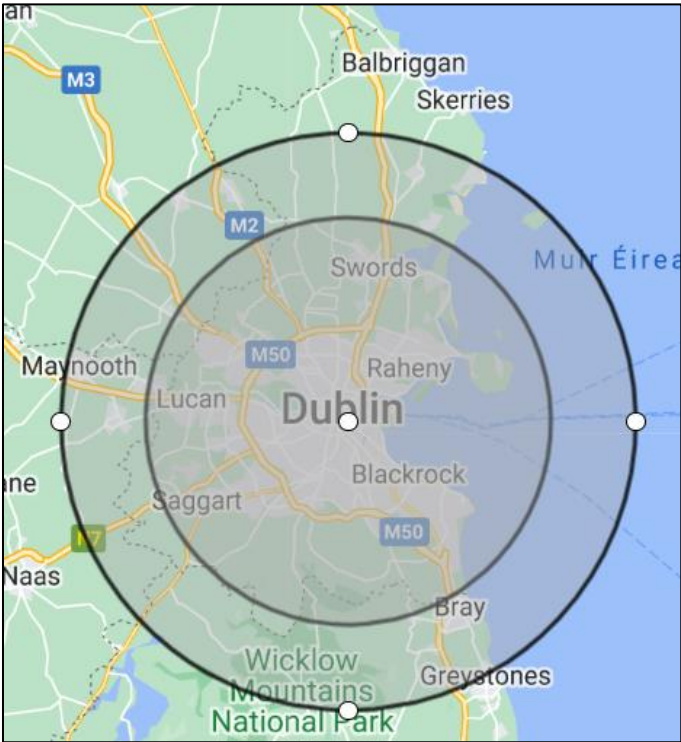 an
M3
Balbriggan
Skerries
M2
Swords
Muir Éirea
M50
Raheny
Maynooth
Lucan
Dublin
Blackrock
ane
Saggart
M50
Naas
Bray
Wicklow
Mountains
National Park
Greystones